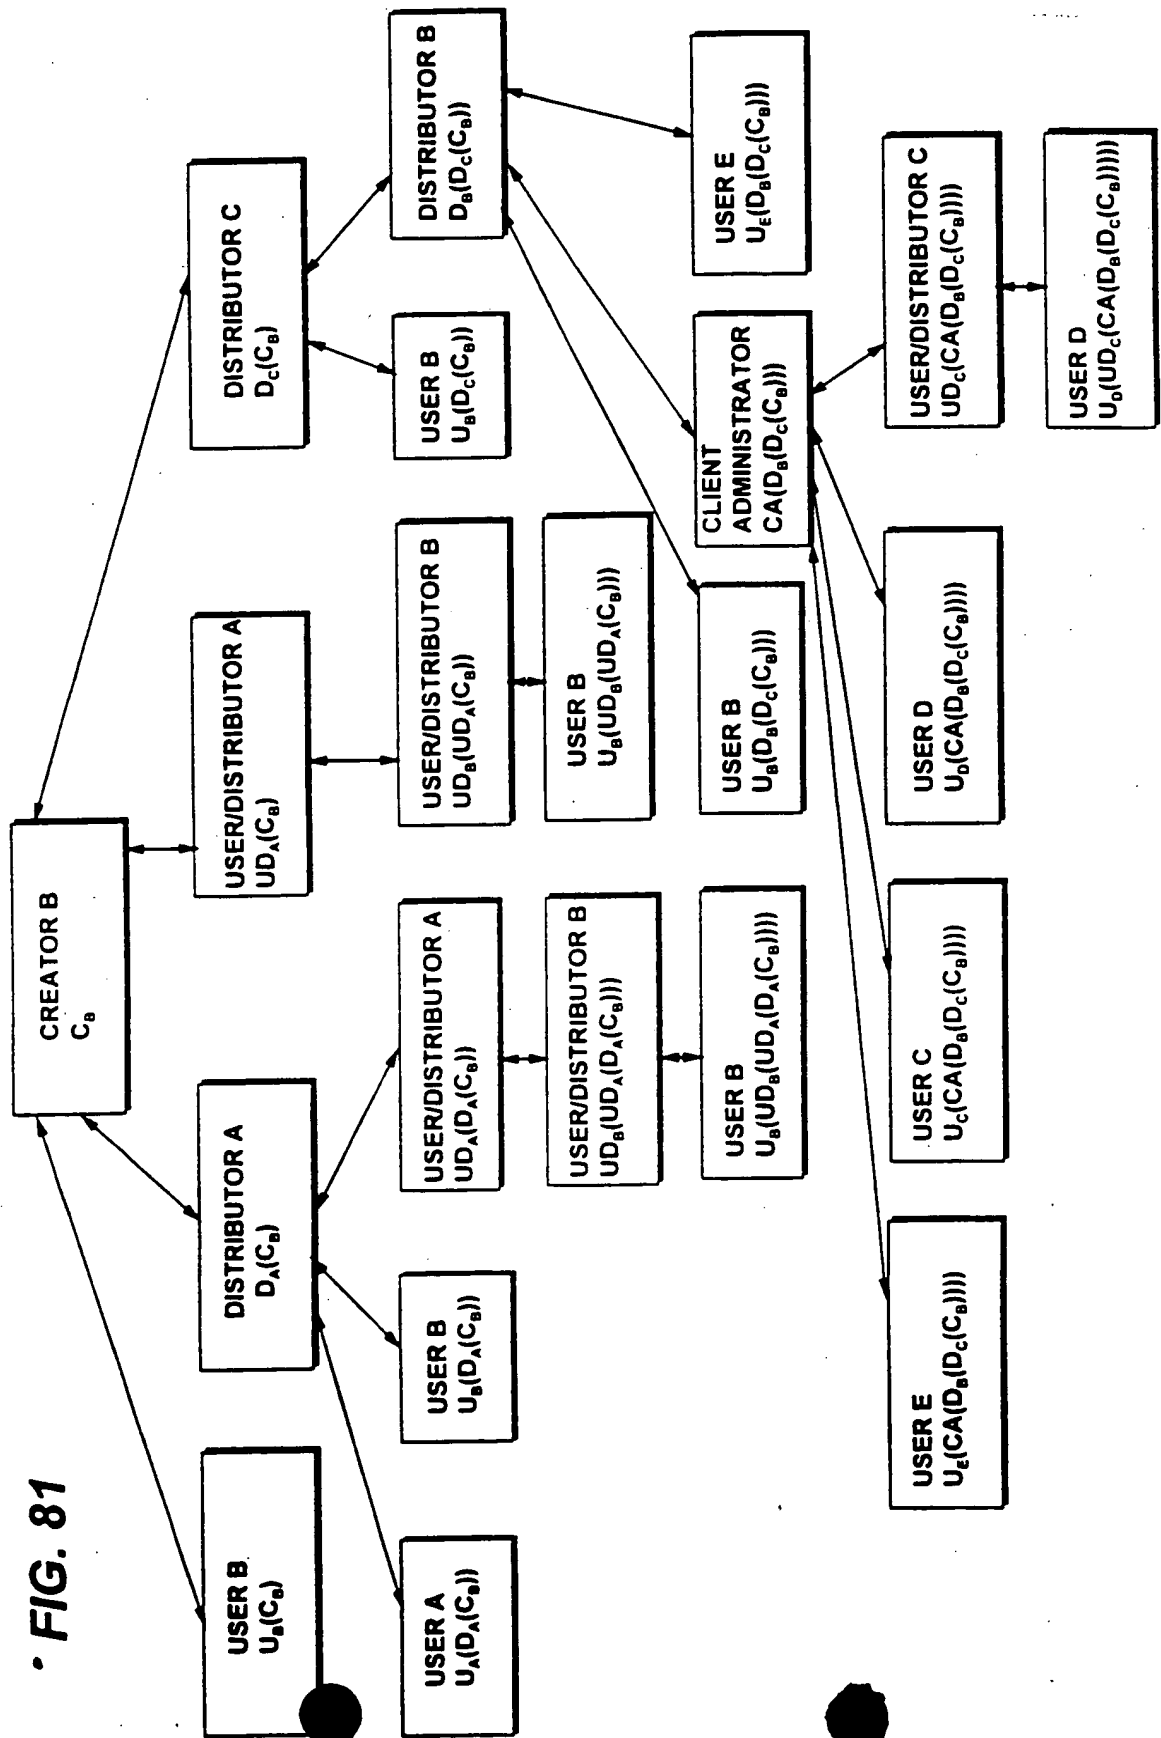 FIG. 81
CREATOR B
C_B
USER B
U_B(C_B)
DISTRIBUTOR A
D_A(C_B)
USER/DISTRIBUTOR A
UD_A(C_B)
DISTRIBUTOR C
D_C(C_B)
USER A
U_A(D_A(C_B))
USER B
U_B(D_A(C_B))
USER/DISTRIBUTOR A
UD_A(D_A(C_B))
USER/DISTRIBUTOR B
UD_B(UD_A(C_B))
USER B
U_B(D_C(C_B))
DISTRIBUTOR B
D_B(D_C(C_B))
USER/DISTRIBUTOR B
UD_B(UD_A(D_A(C_B)))
USER B
U_B(UD_B(UD_A(C_B)))
USER B
U_B(UD_B(UD_A(D_A(C_B))))
USER B
U_B(D_B(D_C(C_B)))
CLIENT
ADMINISTRATOR
CA(D_B(D_C(C_B)))
USER E
U_E(D_B(D_C(C_B)))
USER E
U_E(CA(D_B(D_C(C_B))))
USER C
U_C(CA(D_B(D_C(C_B))))
USER D
U_D(CA(D_B(D_C(C_B))))
USER/DISTRIBUTOR C
UD_C(CA(D_B(D_C(C_B))))
USER D
U_D(UD_C(CA(D_B(D_C(C_B)))))